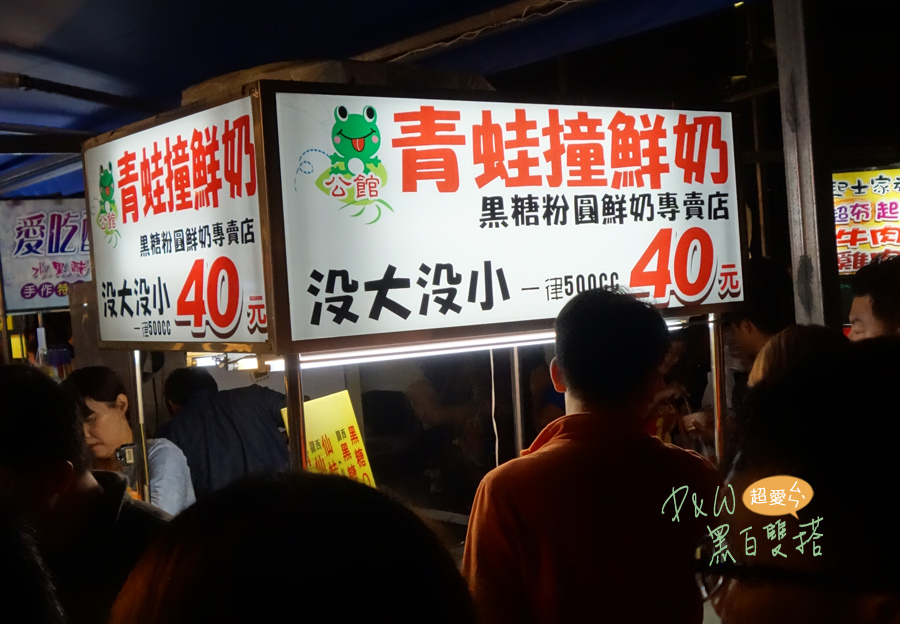 愛吃
公館
青蛙撞鮮奶
黑糖粉圓鮮奶專賣店
沒大沒小
一律500CC
40元
公館
青蛙撞鮮奶
黑糖粉圓鮮奶專賣店
沒大沒小 一律500CC 40元
牛肉
P&W 超愛ㄅㄣ
黑白雙搭